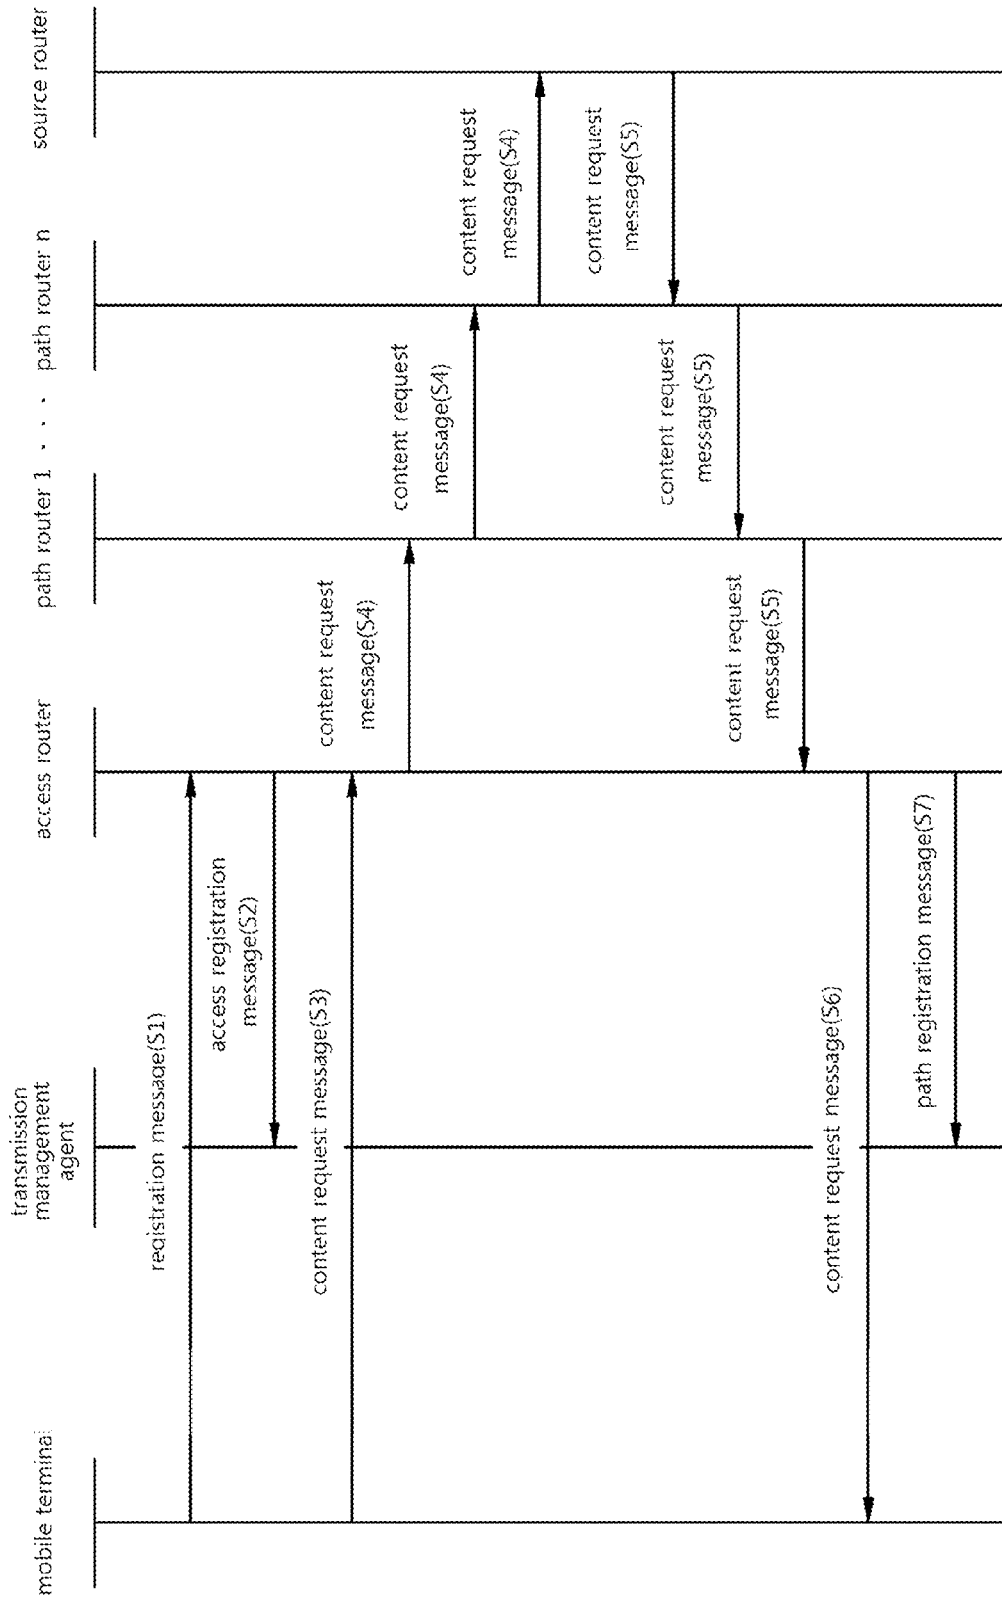 mobile terminal
transmission
management
agent
access router
path router 1 . . . path router n
source router
registration message(S1)
access registration
message(S2)
content request message(S3)
content request
message(S4)
content request
message(S4)
content request
message(S4)
content request
message(S5)
content request
message(S5)
content request
message(S5)
content request message(S6)
path registration message(S7)